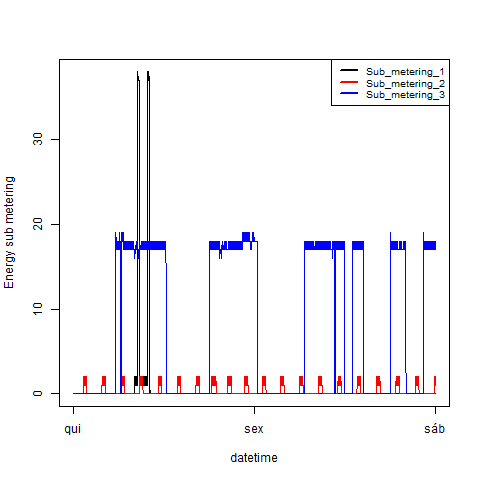 Sub_metering_1
Sub_metering_2
Sub_metering_3
Energy sub metering
30
20
10
0
qui sex sáb
datetime